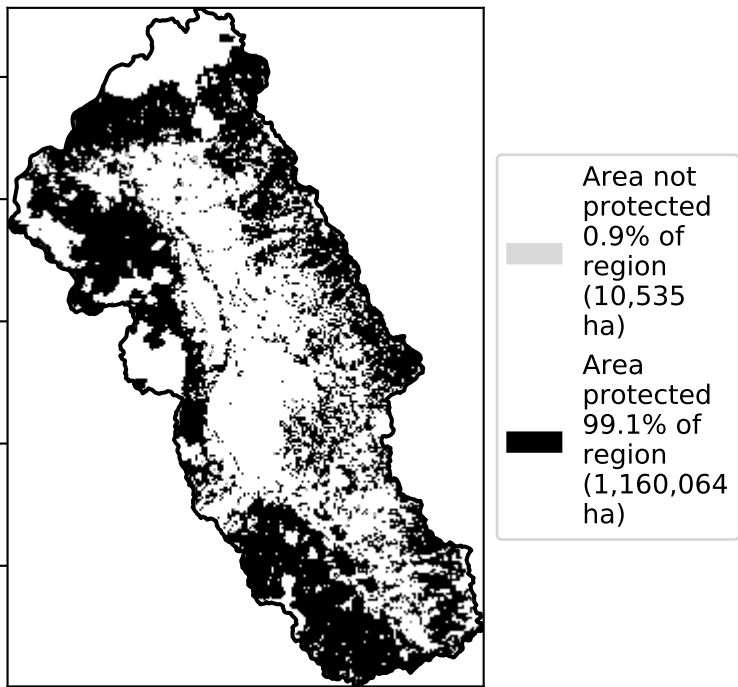 Area not
protected
0.9% of
region
(10,535
ha)
Area
protected
99.1% of
region
(1,160,064
ha)